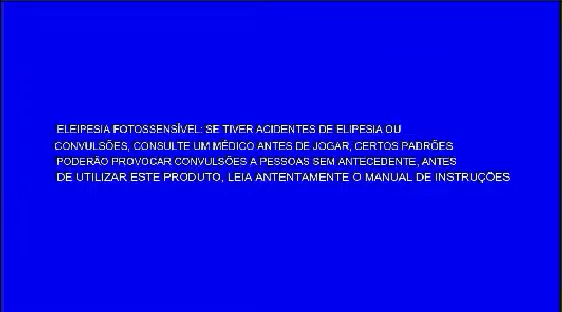 ELEIPESIA FOTOSSENSÍVEL: SE TIVER ACIDENTES DE ELIPESIA OU
CONVULSÕES, CONSULTE UM MÉDICO ANTES DE JOGAR, CERTOS PADRÕES
PODERÃO PROVOCAR CONVULSÕES A PESSOAS SEM ANTECEDENTE, ANTES
DE UTILIZAR ESTE PRODUTO, LEIA ANTENTAMENTE O MANUAL DE INSTRUÇÕES